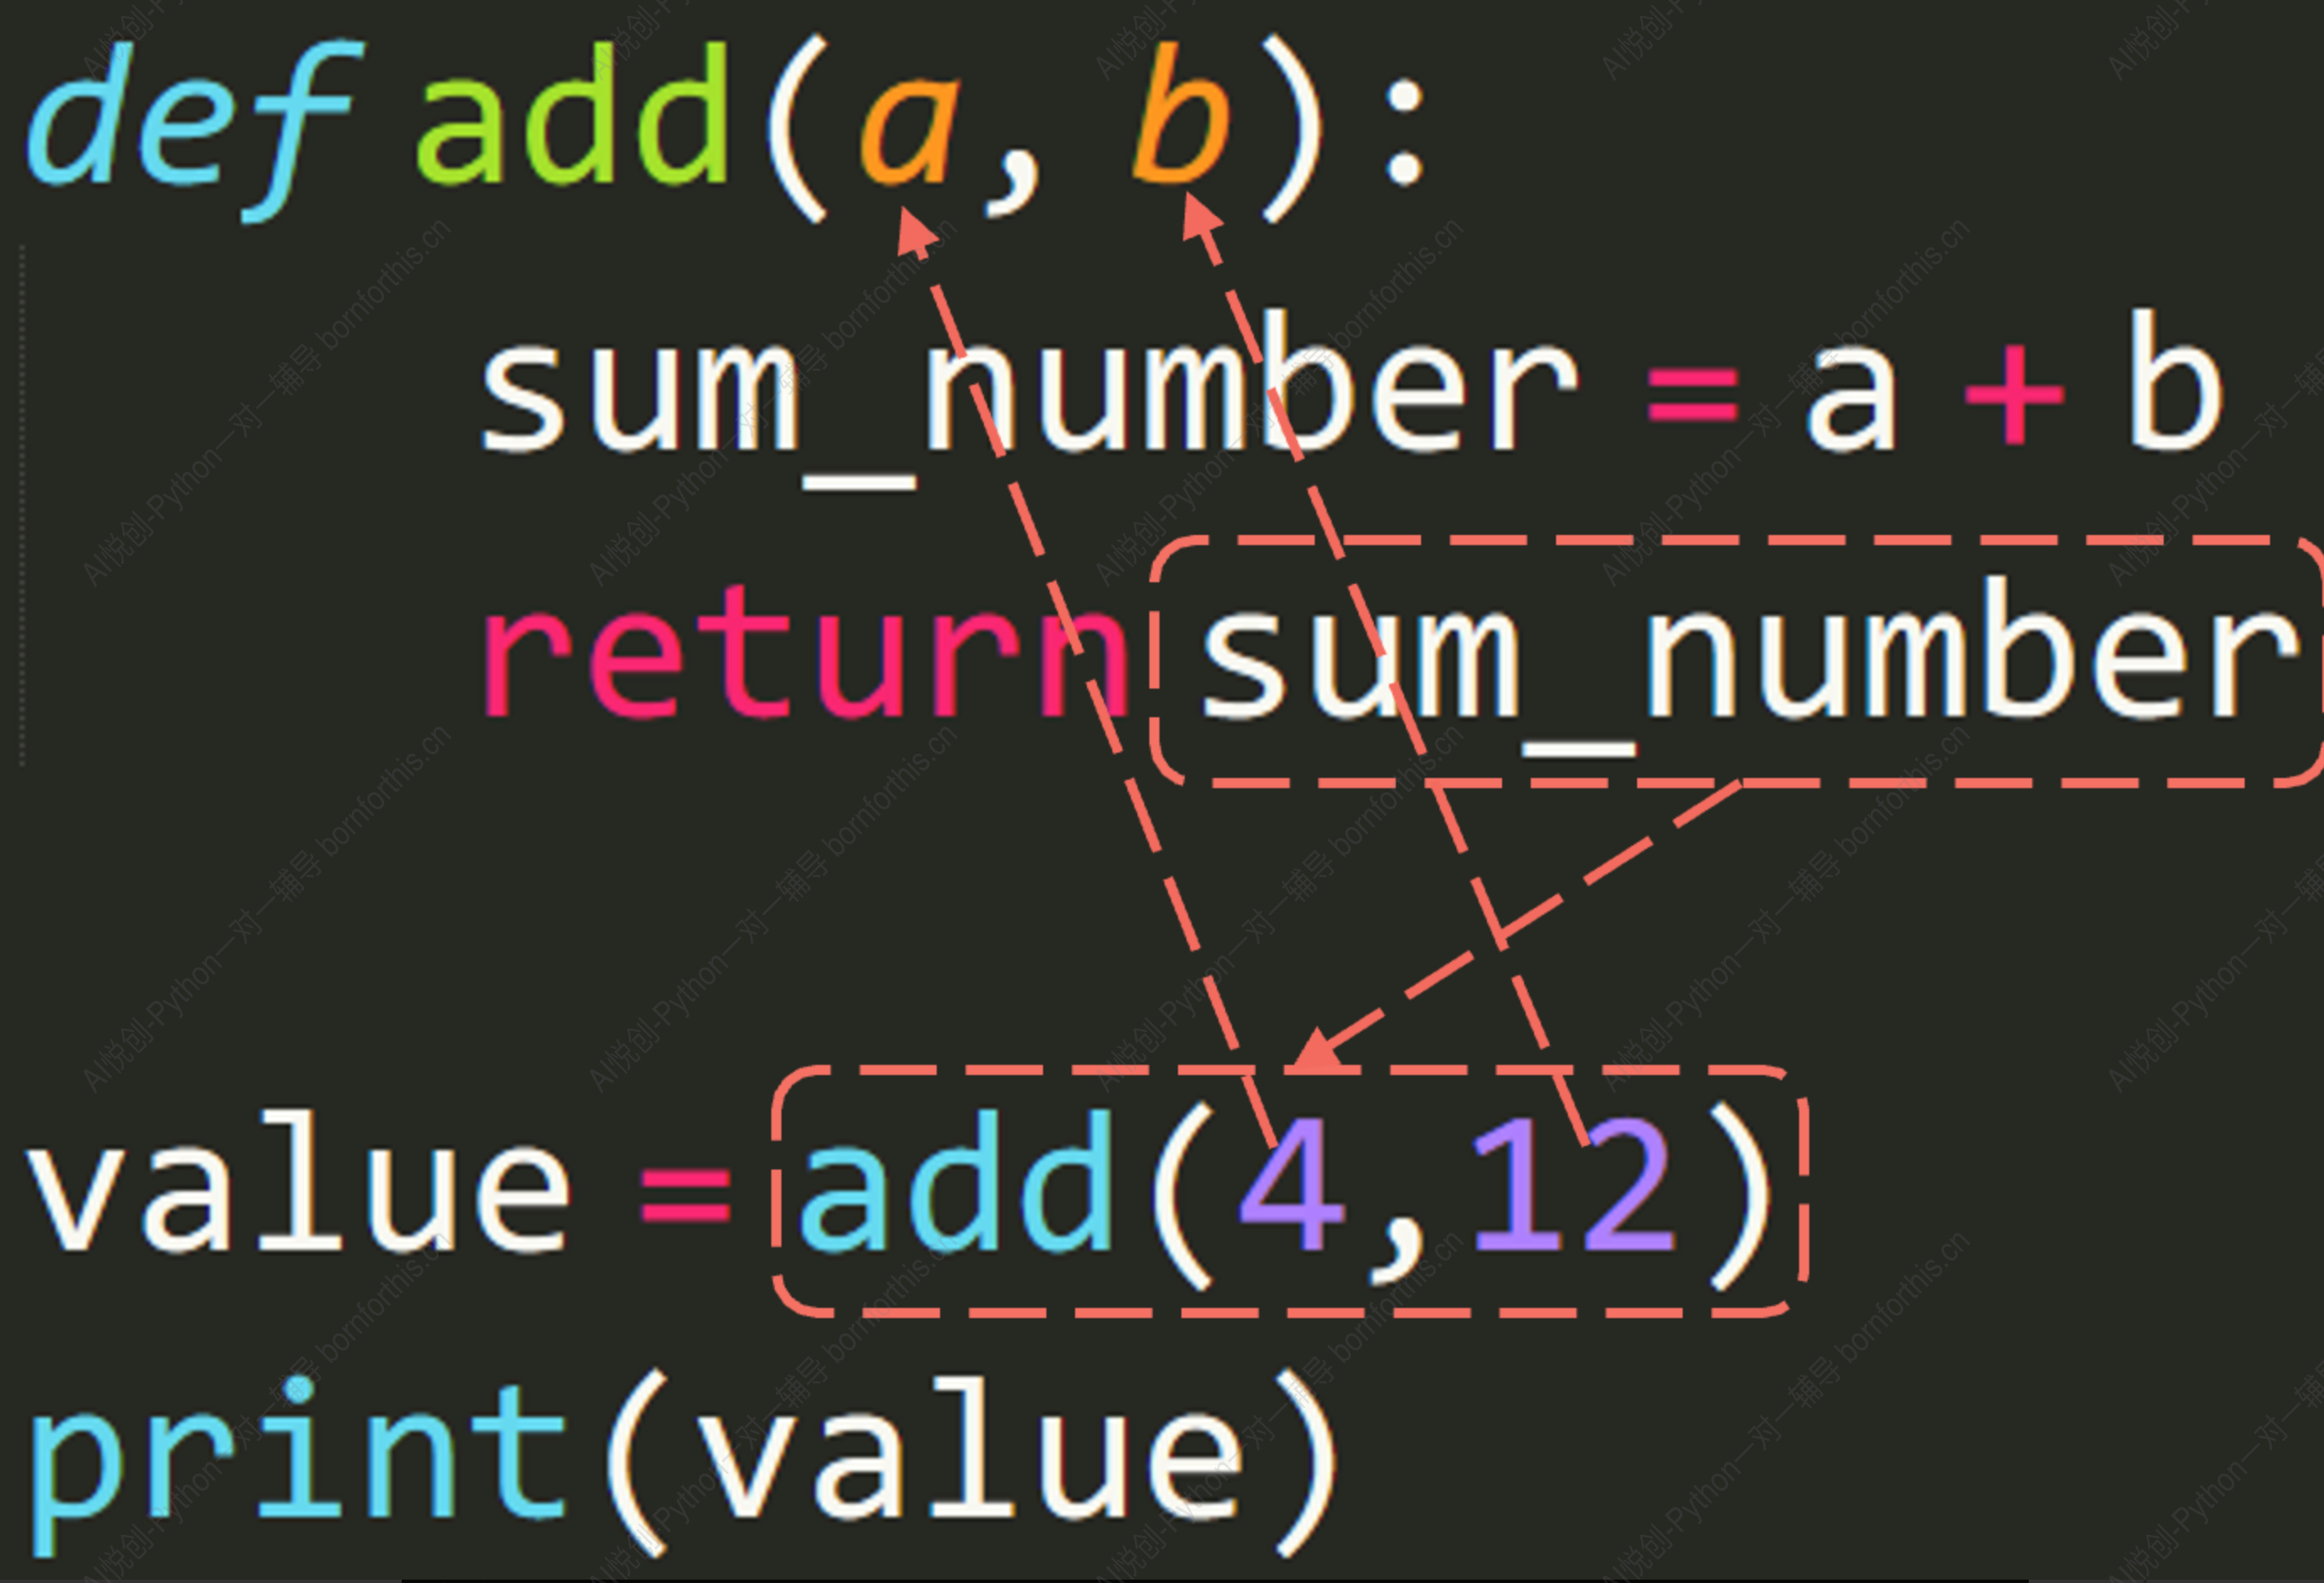 def add(a, b):
sum_number = a + b
return sum_number
value = add(4,12)
print(value)
AI悦创-Python一对一辅导 bornforthis.cn